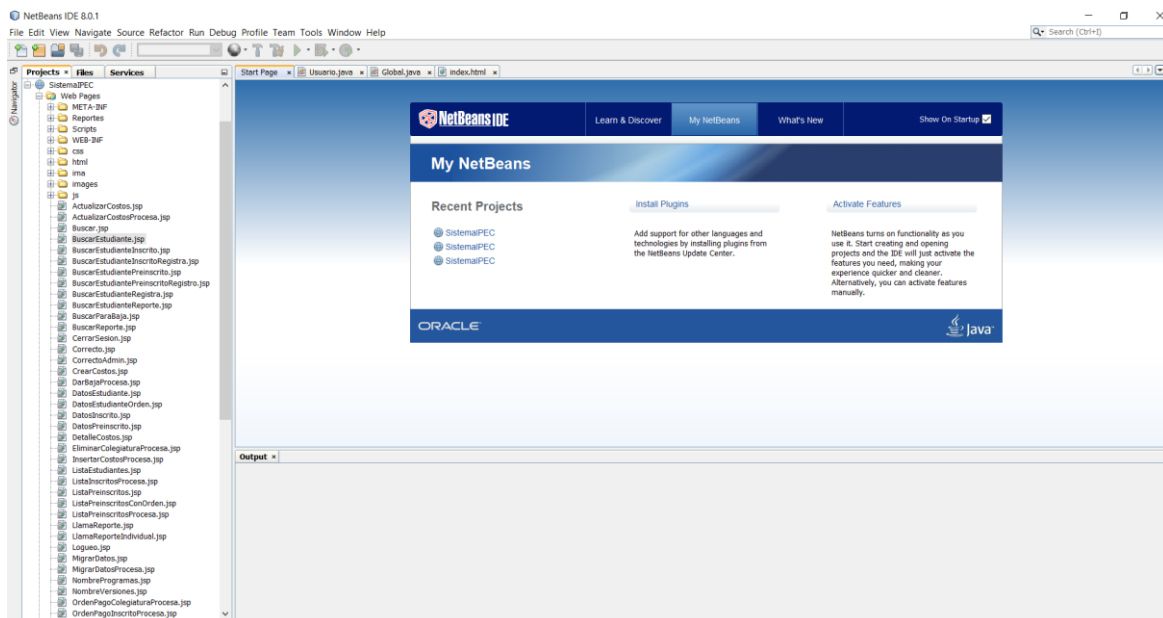 NetBeans IDE 8.0.1
File Edit View Navigate Source Refactor Run Debug Profile Team Tools Window Help
Search (Ctrl+I)
Navigator
Projects Files Services
SistemaIPEC
Web Pages
META-INF
Reportes
Scripts
WEB-INF
css
html
ima
images
js
ActualizarCostos.jsp
ActualizarCostosProcesa.jsp
Buscar.jsp
BuscarEstudiante.jsp
BuscarEstudianteInscrito.jsp
BuscarEstudianteInscritoRegistra.jsp
BuscarEstudiantePreinscrito.jsp
BuscarEstudiantePreinscritoRegistro.jsp
BuscarEstudianteRegistra.jsp
BuscarEstudianteReporte.jsp
BuscarParaBaja.jsp
BuscarReporte.jsp
CerrarSesion.jsp
Correcto.jsp
CorrectoAdmin.jsp
CrearCostos.jsp
DarBajaProcesa.jsp
DatosEstudiante.jsp
DatosEstudianteOrden.jsp
DatosInscrito.jsp
DatosPreinscrito.jsp
DetalleCostos.jsp
EliminarColegiaturaProcesa.jsp
InsertarCostosProcesa.jsp
ListaEstudiantes.jsp
ListaInscritosProcesa.jsp
ListaPreinscritos.jsp
ListaPreinscritosConOrden.jsp
ListaPreinscritosProcesa.jsp
LlamaReporte.jsp
LlamaReporteIndividual.jsp
Logueo.jsp
MigrarDatos.jsp
MigrarDatosProcesa.jsp
NombreProgramas.jsp
NombreVersiones.jsp
OrdenPagoColegiaturaProcesa.jsp
OrdenPagoInscritoProcesa.jsp
Start Page Usuario.java Global.java index.html
NetBeans IDE Learn & Discover My NetBeans What's New Show On Startup
My NetBeans
Recent Projects
SistemaIPEC
SistemaIPEC
SistemaIPEC
Install Plugins
Add support for other languages and
technologies by installing plugins from
the NetBeans Update Center.
Activate Features
NetBeans turns on functionality as you
use it. Start creating and opening
projects and the IDE will just activate the
features you need, making your
experience quicker and cleaner.
Alternatively, you can activate features
manually.
ORACLE Java
Output